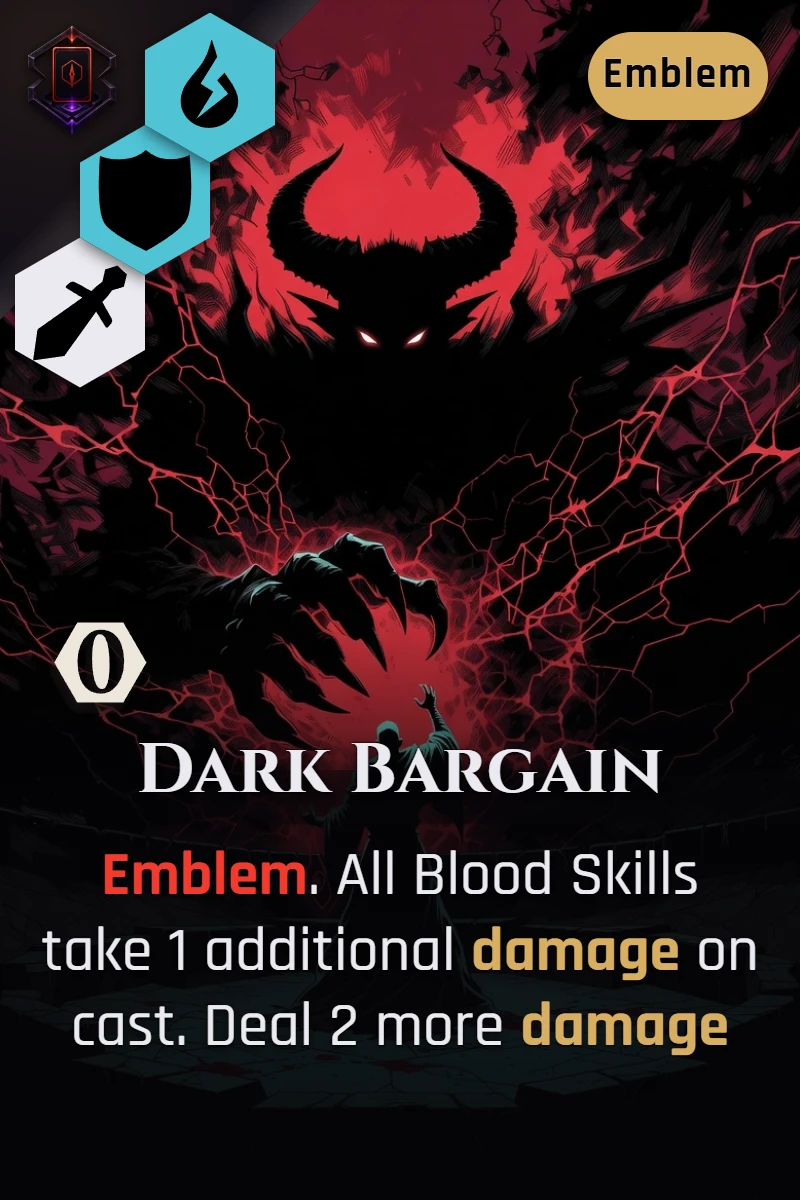 Emblem
0
Dark Bargain
Emblem. All Blood Skills
take 1 additional damage on
cast. Deal 2 more damage